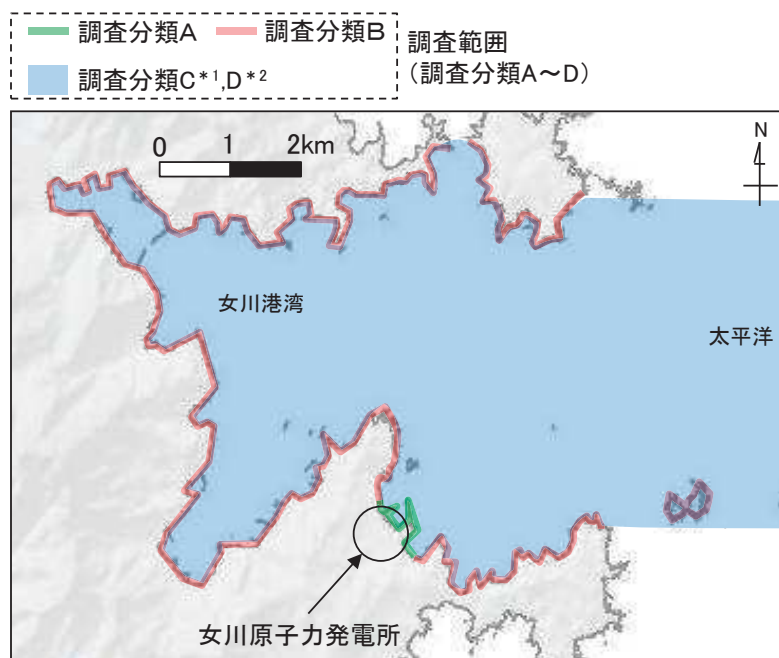 調査分類A 調査分類B
調査分類C*1,D*2
調査範囲
（調査分類A～D）
0 1 2km
N
女川港湾
太平洋
女川原子力発電所